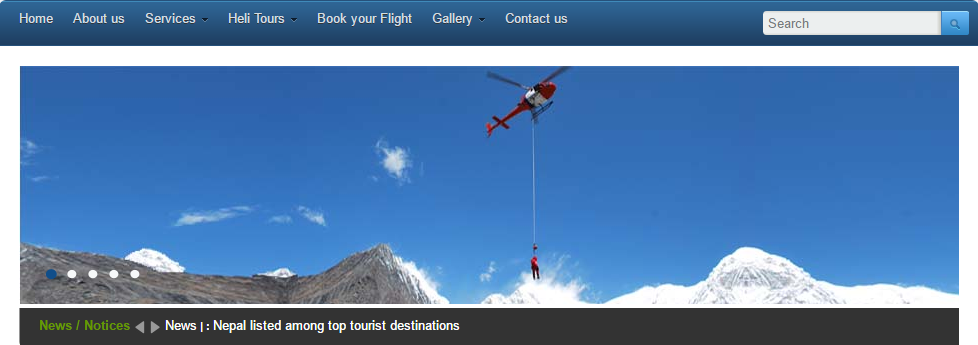 Home About us Services Heli Tours Book your Flight Gallery Contact us Search
News / Notices News | : Nepal listed among top tourist destinations